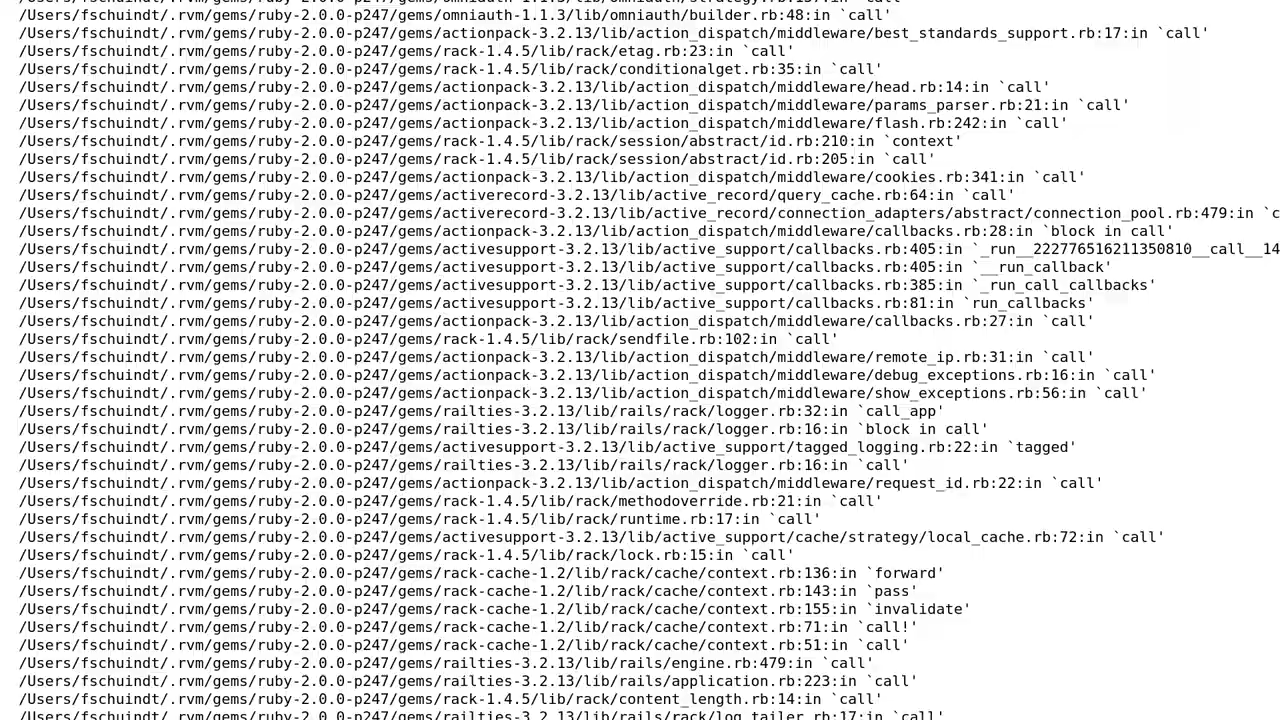 /Users/fschuindt/.rvm/gems/ruby-2.0.0-p247/gems/omniauth-1.1.3/lib/omniauth/strategy.rb:137:in `call'
/Users/fschuindt/.rvm/gems/ruby-2.0.0-p247/gems/omniauth-1.1.3/lib/omniauth/builder.rb:48:in `call'
/Users/fschuindt/.rvm/gems/ruby-2.0.0-p247/gems/actionpack-3.2.13/lib/action_dispatch/middleware/best_standards_support.rb:17:in `call'
/Users/fschuindt/.rvm/gems/ruby-2.0.0-p247/gems/rack-1.4.5/lib/rack/etag.rb:23:in `call'
/Users/fschuindt/.rvm/gems/ruby-2.0.0-p247/gems/rack-1.4.5/lib/rack/conditionalget.rb:35:in `call'
/Users/fschuindt/.rvm/gems/ruby-2.0.0-p247/gems/actionpack-3.2.13/lib/action_dispatch/middleware/head.rb:14:in `call'
/Users/fschuindt/.rvm/gems/ruby-2.0.0-p247/gems/actionpack-3.2.13/lib/action_dispatch/middleware/params_parser.rb:21:in `call'
/Users/fschuindt/.rvm/gems/ruby-2.0.0-p247/gems/actionpack-3.2.13/lib/action_dispatch/middleware/flash.rb:242:in `call'
/Users/fschuindt/.rvm/gems/ruby-2.0.0-p247/gems/rack-1.4.5/lib/rack/session/abstract/id.rb:210:in `context'
/Users/fschuindt/.rvm/gems/ruby-2.0.0-p247/gems/rack-1.4.5/lib/rack/session/abstract/id.rb:205:in `call'
/Users/fschuindt/.rvm/gems/ruby-2.0.0-p247/gems/actionpack-3.2.13/lib/action_dispatch/middleware/cookies.rb:341:in `call'
/Users/fschuindt/.rvm/gems/ruby-2.0.0-p247/gems/activerecord-3.2.13/lib/active_record/query_cache.rb:64:in `call'
/Users/fschuindt/.rvm/gems/ruby-2.0.0-p247/gems/activerecord-3.2.13/lib/active_record/connection_adapters/abstract/connection_pool.rb:479:in `c
/Users/fschuindt/.rvm/gems/ruby-2.0.0-p247/gems/actionpack-3.2.13/lib/action_dispatch/middleware/callbacks.rb:28:in `block in call'
/Users/fschuindt/.rvm/gems/ruby-2.0.0-p247/gems/activesupport-3.2.13/lib/active_support/callbacks.rb:405:in `_run__222776516211350810__call__14
/Users/fschuindt/.rvm/gems/ruby-2.0.0-p247/gems/activesupport-3.2.13/lib/active_support/callbacks.rb:405:in `__run_callback'
/Users/fschuindt/.rvm/gems/ruby-2.0.0-p247/gems/activesupport-3.2.13/lib/active_support/callbacks.rb:385:in `_run_call_callbacks'
/Users/fschuindt/.rvm/gems/ruby-2.0.0-p247/gems/activesupport-3.2.13/lib/active_support/callbacks.rb:81:in `run_callbacks'
/Users/fschuindt/.rvm/gems/ruby-2.0.0-p247/gems/actionpack-3.2.13/lib/action_dispatch/middleware/callbacks.rb:27:in `call'
/Users/fschuindt/.rvm/gems/ruby-2.0.0-p247/gems/rack-1.4.5/lib/rack/sendfile.rb:102:in `call'
/Users/fschuindt/.rvm/gems/ruby-2.0.0-p247/gems/actionpack-3.2.13/lib/action_dispatch/middleware/remote_ip.rb:31:in `call'
/Users/fschuindt/.rvm/gems/ruby-2.0.0-p247/gems/actionpack-3.2.13/lib/action_dispatch/middleware/debug_exceptions.rb:16:in `call'
/Users/fschuindt/.rvm/gems/ruby-2.0.0-p247/gems/actionpack-3.2.13/lib/action_dispatch/middleware/show_exceptions.rb:56:in `call'
/Users/fschuindt/.rvm/gems/ruby-2.0.0-p247/gems/railties-3.2.13/lib/rails/rack/logger.rb:32:in `call_app'
/Users/fschuindt/.rvm/gems/ruby-2.0.0-p247/gems/railties-3.2.13/lib/rails/rack/logger.rb:16:in `block in call'
/Users/fschuindt/.rvm/gems/ruby-2.0.0-p247/gems/activesupport-3.2.13/lib/active_support/tagged_logging.rb:22:in `tagged'
/Users/fschuindt/.rvm/gems/ruby-2.0.0-p247/gems/railties-3.2.13/lib/rails/rack/logger.rb:16:in `call'
/Users/fschuindt/.rvm/gems/ruby-2.0.0-p247/gems/actionpack-3.2.13/lib/action_dispatch/middleware/request_id.rb:22:in `call'
/Users/fschuindt/.rvm/gems/ruby-2.0.0-p247/gems/rack-1.4.5/lib/rack/methodoverride.rb:21:in `call'
/Users/fschuindt/.rvm/gems/ruby-2.0.0-p247/gems/rack-1.4.5/lib/rack/runtime.rb:17:in `call'
/Users/fschuindt/.rvm/gems/ruby-2.0.0-p247/gems/activesupport-3.2.13/lib/active_support/cache/strategy/local_cache.rb:72:in `call'
/Users/fschuindt/.rvm/gems/ruby-2.0.0-p247/gems/rack-1.4.5/lib/rack/lock.rb:15:in `call'
/Users/fschuindt/.rvm/gems/ruby-2.0.0-p247/gems/rack-cache-1.2/lib/rack/cache/context.rb:136:in `forward'
/Users/fschuindt/.rvm/gems/ruby-2.0.0-p247/gems/rack-cache-1.2/lib/rack/cache/context.rb:143:in `pass'
/Users/fschuindt/.rvm/gems/ruby-2.0.0-p247/gems/rack-cache-1.2/lib/rack/cache/context.rb:155:in `invalidate'
/Users/fschuindt/.rvm/gems/ruby-2.0.0-p247/gems/rack-cache-1.2/lib/rack/cache/context.rb:71:in `call!'
/Users/fschuindt/.rvm/gems/ruby-2.0.0-p247/gems/rack-cache-1.2/lib/rack/cache/context.rb:51:in `call'
/Users/fschuindt/.rvm/gems/ruby-2.0.0-p247/gems/railties-3.2.13/lib/rails/engine.rb:479:in `call'
/Users/fschuindt/.rvm/gems/ruby-2.0.0-p247/gems/railties-3.2.13/lib/rails/application.rb:223:in `call'
/Users/fschuindt/.rvm/gems/ruby-2.0.0-p247/gems/rack-1.4.5/lib/rack/content_length.rb:14:in `call'
/Users/fschuindt/.rvm/gems/ruby-2.0.0-p247/gems/railties-3.2.13/lib/rails/rack/log_tailer.rb:17:in `call'